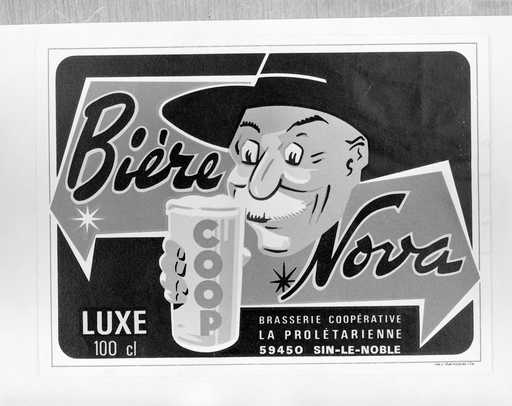 Bière
Nova
COOP
LUXE
100 cl
BRASSERIE COOPÉRATIVE
LA PROLÉTARIENNE
59450 SIN-LE-NOBLE